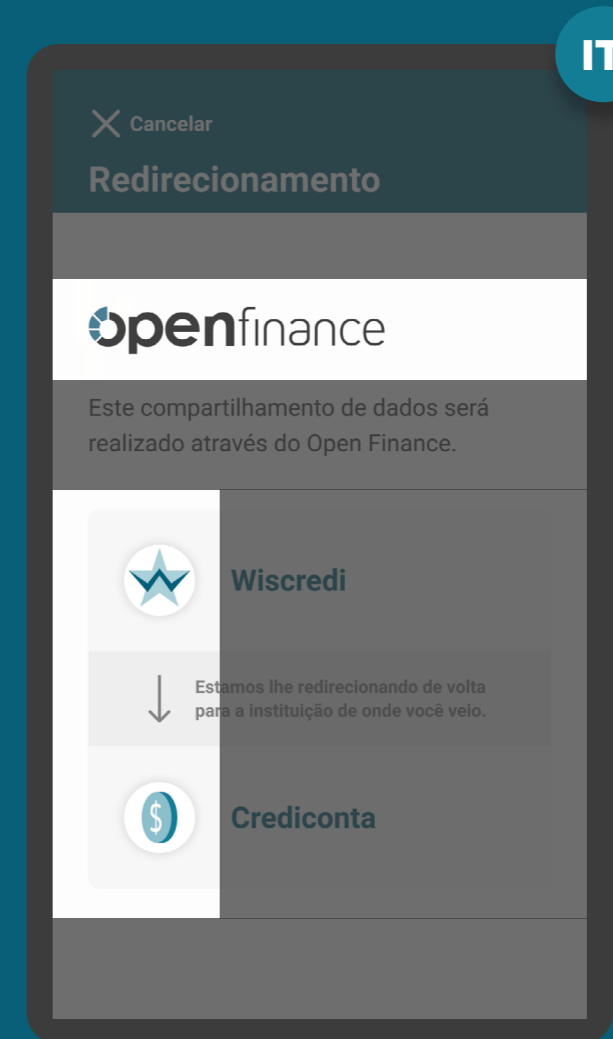 IT
Cancelar
Redirecionamento
openfinance
Este compartilhamento de dados será
realizado através do Open Finance.
Wiscredi
Estamos lhe redirecionando de volta
para a instituição de onde você veio.
$
Crediconta